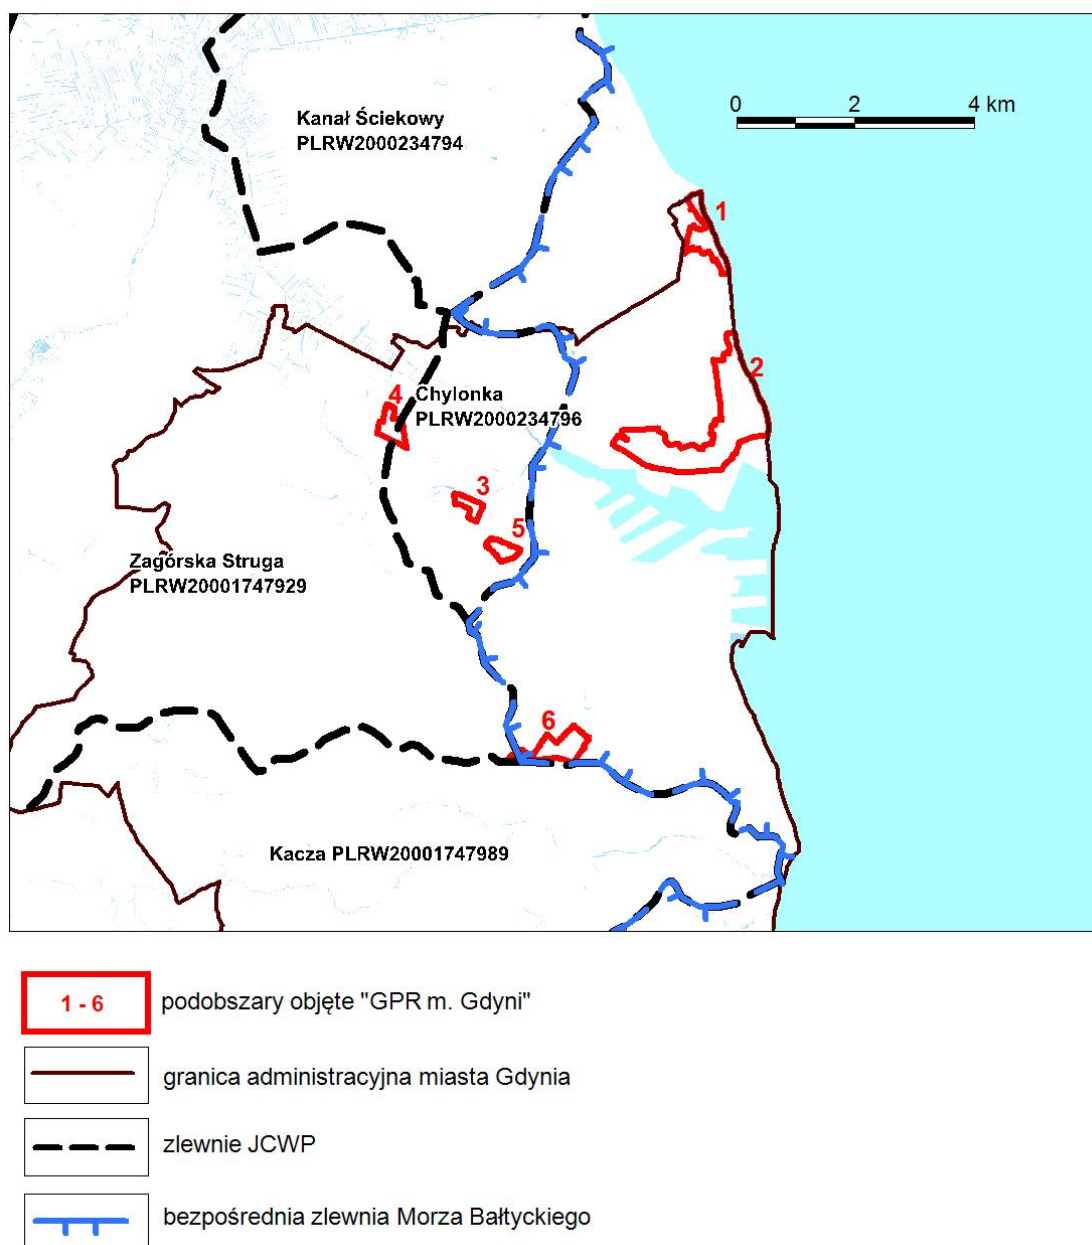 Kanał Ściekowy
PLRW2000234794
0 2 4 km
1
2
4
Chylonka
PLRW2000234796
3
5
Zagórska Struga
PLRW20001747929
6
Kacza PLRW20001747989
1 - 6 podobszary objęte "GPR m. Gdyni"
granica administracyjna miasta Gdynia
zlewnie JCWP
bezpośrednia zlewnia Morza Bałtyckiego